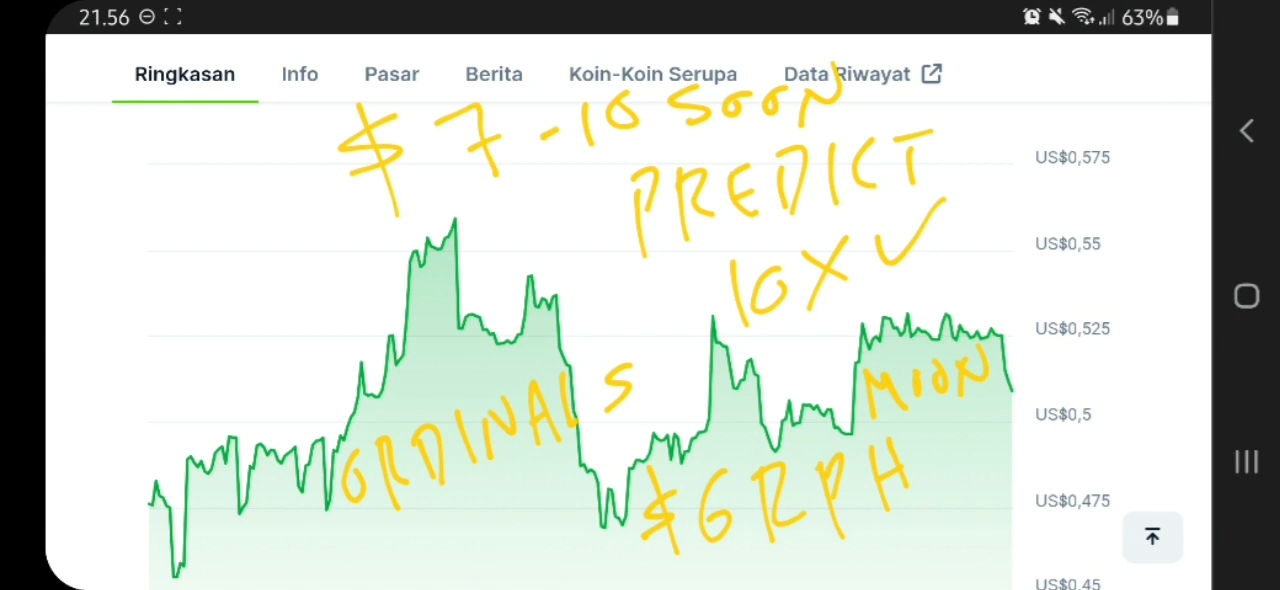 21.56 63%
Ringkasan Info Pasar Berita Koin-Koin Serupa Data Riwayat
$ 7 - 10 SOON
PREDICT
10X
ORDINALS
$GRPH
MOON
US$0,575
US$0,55
US$0,525
US$0,5
US$0,475
US$0,45